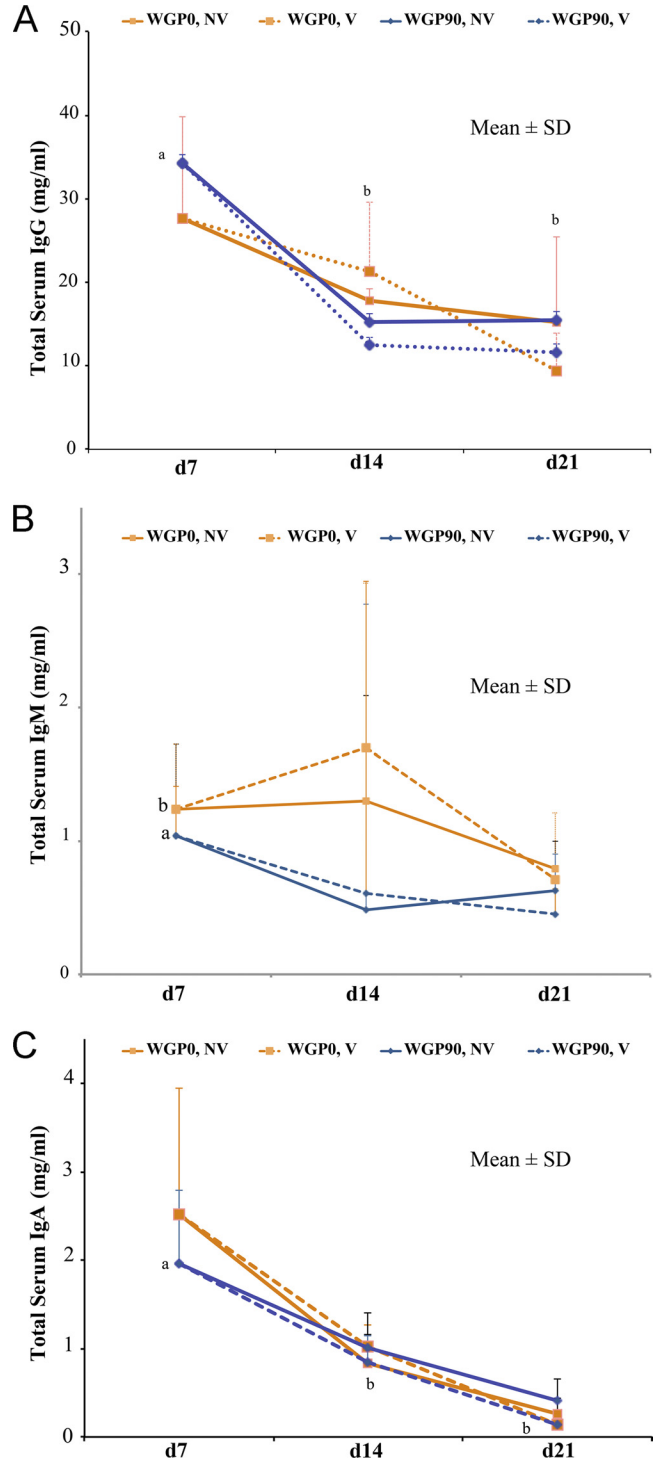 A
WGP0, NV WGP0, V WGP90, NV WGP90, V
50
40
30
20
10
0
Total Serum IgG (mg/ml)
Mean ± SD
a
b
b
d7 d14 d21
B
WGP0, NV WGP0, V WGP90, NV WGP90, V
3
2
1
0
Total Serum IgM (mg/ml)
Mean ± SD
b
a
d7 d14 d21
C
WGP0, NV WGP0, V WGP90, NV WGP90, V
4
3
2
1
0
Total Serum IgA (mg/ml)
Mean ± SD
a
b
b
d7 d14 d21